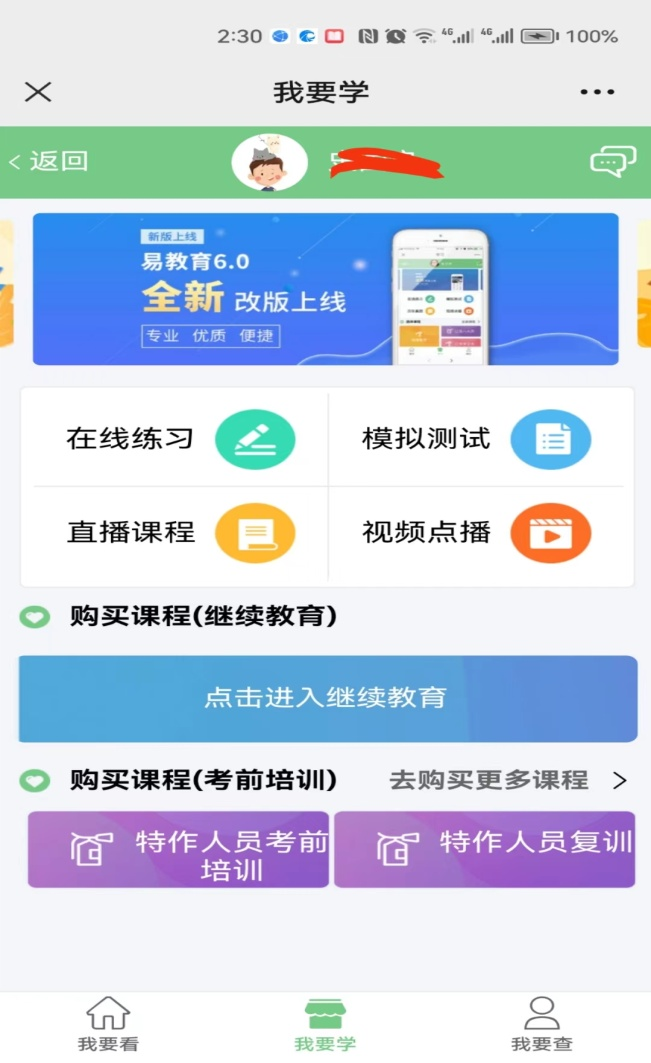 2:30 4G 4G 100%
我要学
< 返回
新版上线
易教育6.0
全新 改版上线
专业 优质 便捷
在线练习
模拟测试
直播课程
视频点播
购买课程(继续教育)
点击进入继续教育
购买课程(考前培训) 去购买更多课程 >
特作人员考前
培训
特作人员复训
我要看
我要学
我要查